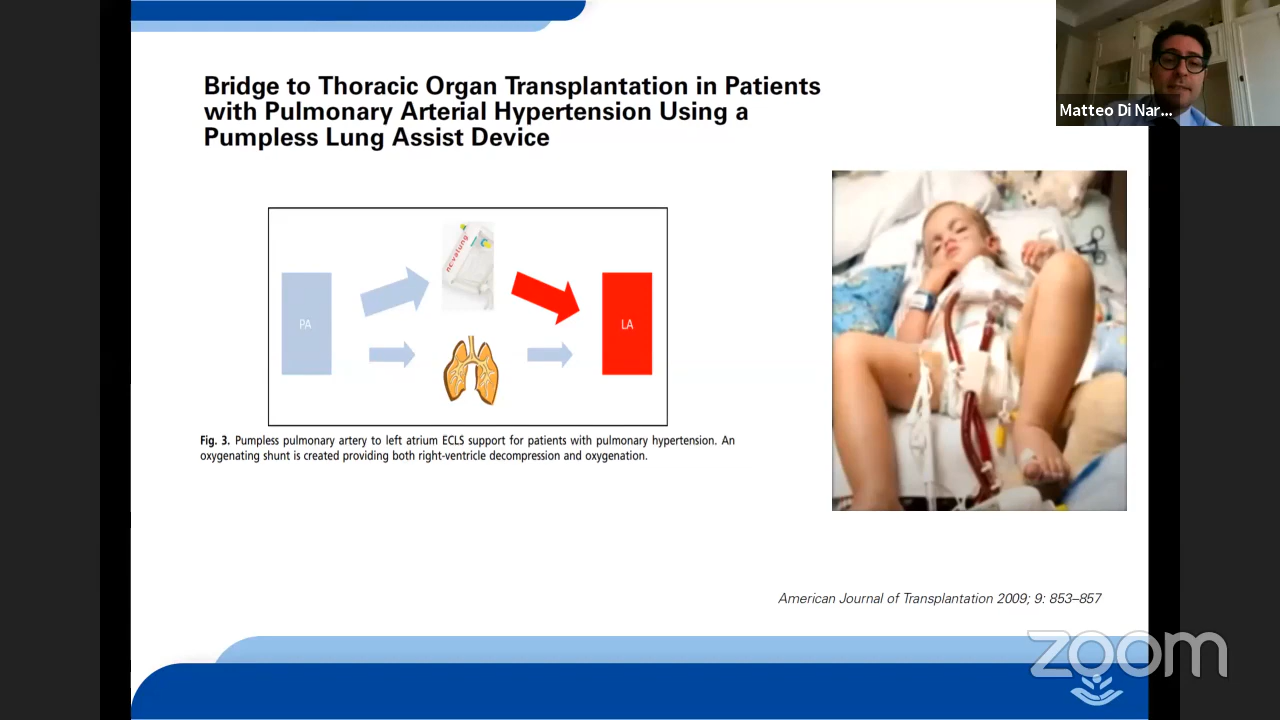 Matteo Di Nar...
Bridge to Thoracic Organ Transplantation in Patients
with Pulmonary Arterial Hypertension Using a
Pumpless Lung Assist Device
novalung
PA
LA
Fig. 3. Pumpless pulmonary artery to left atrium ECLS support for patients with pulmonary hypertension. An
oxygenating shunt is created providing both right-ventricle decompression and oxygenation.
American Journal of Transplantation 2009; 9: 853–857
zoom